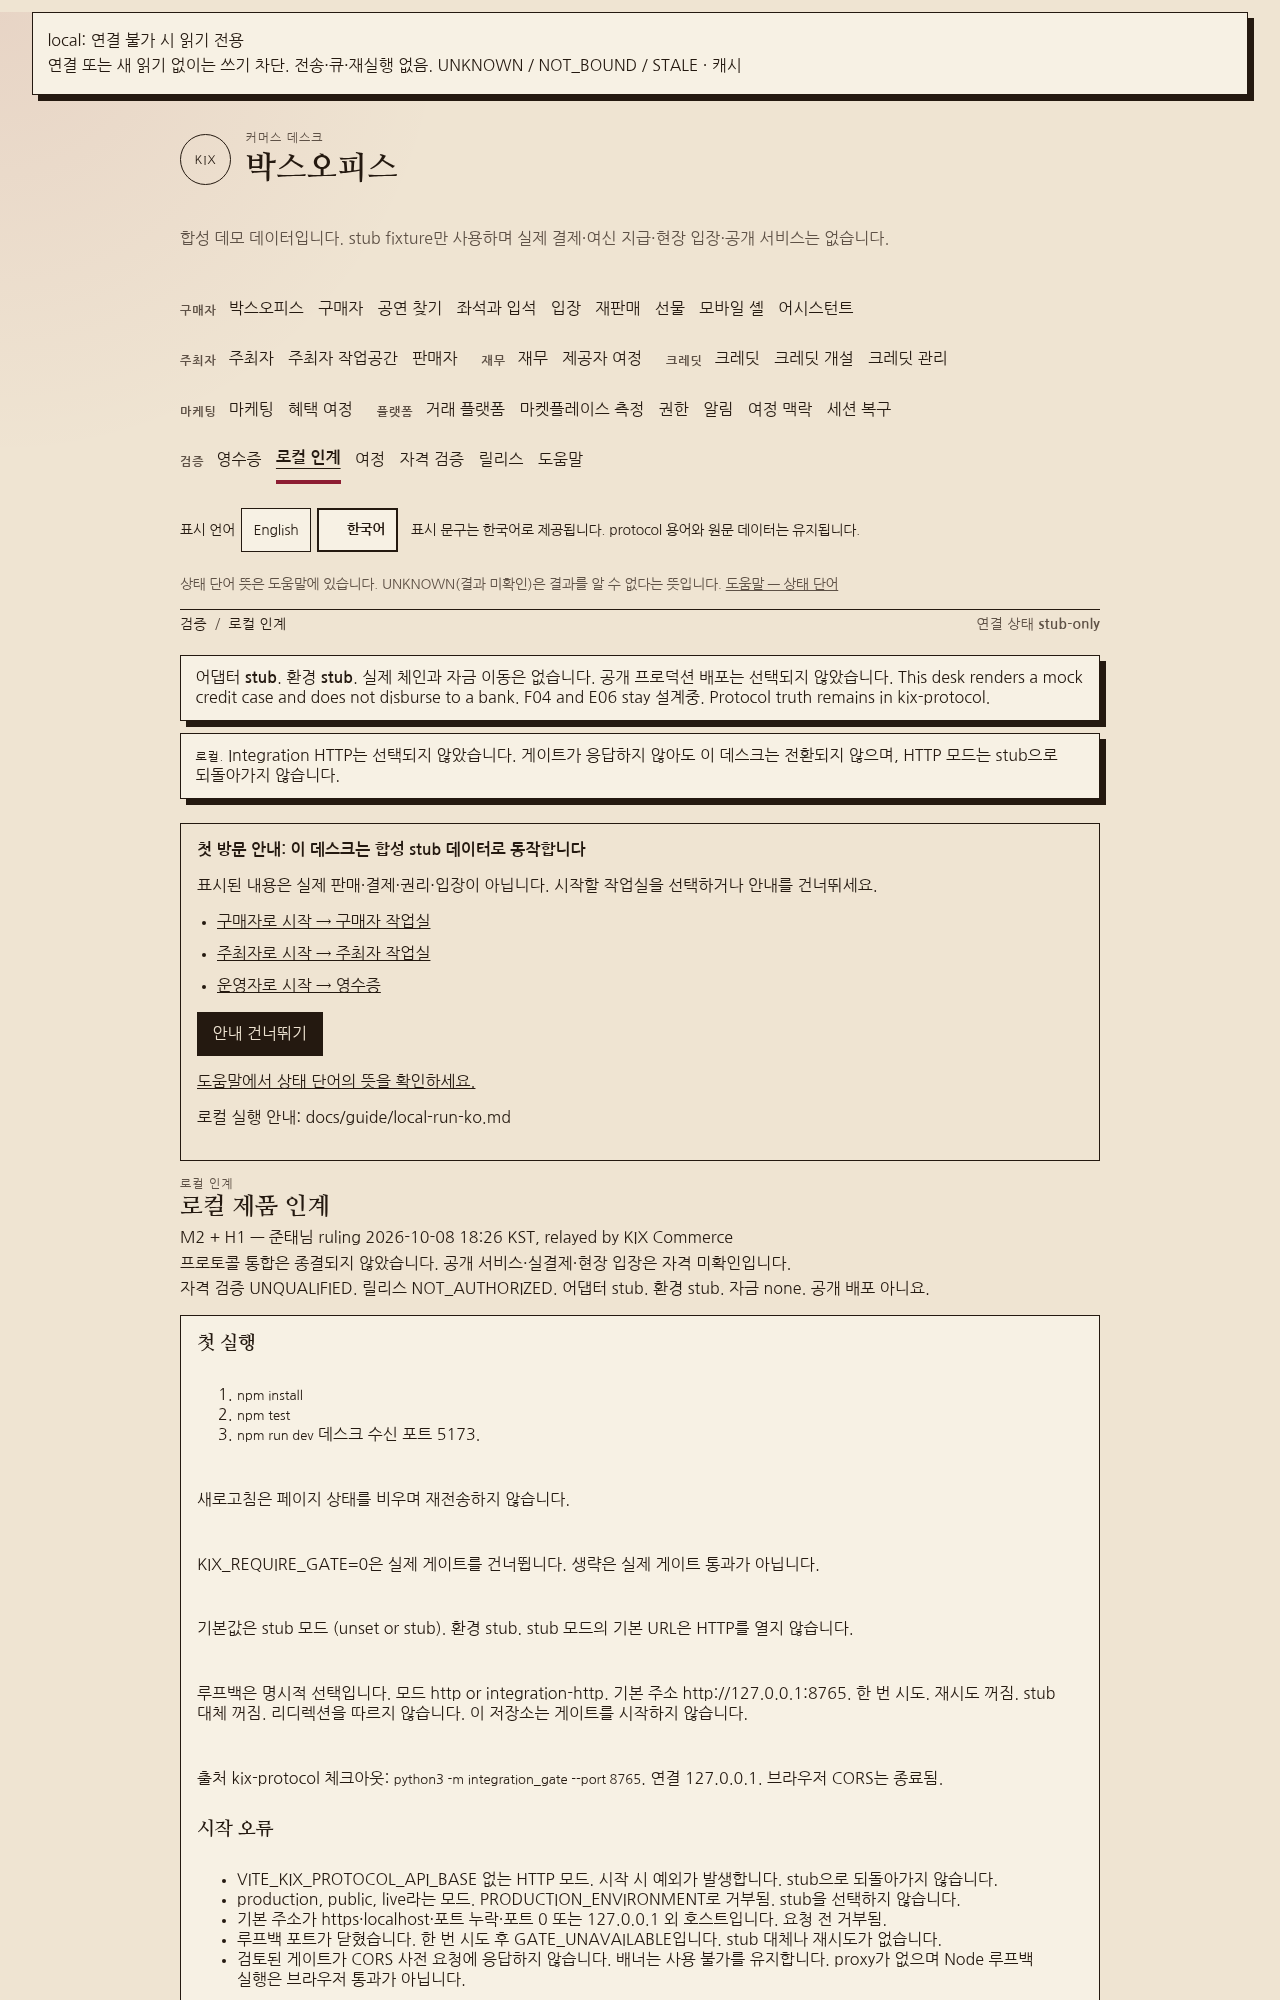 local: 연결 불가 시 읽기 전용
연결 또는 새 읽기 없이는 쓰기 차단. 전송·큐·재실행 없음. UNKNOWN / NOT_BOUND / STALE · 캐시
KIX
커머스 데스크
박스오피스
합성 데모 데이터입니다. stub fixture만 사용하며 실제 결제·여신 지급·현장 입장·공개 서비스는 없습니다.
구매자 박스오피스 구매자 공연 찾기 좌석과 입석 입장 재판매 선물 모바일 셸 어시스턴트
주최자 주최자 주최자 작업공간 판매자 재무 재무 제공자 여정 크레딧 크레딧 크레딧 개설 크레딧 관리
마케팅 마케팅 혜택 여정 플랫폼 거래 플랫폼 마켓플레이스 측정 권한 알림 여정 맥락 세션 복구
검증 영수증 로컬 인계 여정 자격 검증 릴리스 도움말
표시 언어 English 한국어 표시 문구는 한국어로 제공됩니다. protocol 용어와 원문 데이터는 유지됩니다.
상태 단어 뜻은 도움말에 있습니다. UNKNOWN(결과 미확인)은 결과를 알 수 없다는 뜻입니다. 도움말 — 상태 단어
검증 / 로컬 인계 연결 상태 stub-only
어댑터 stub. 환경 stub. 실제 체인과 자금 이동은 없습니다. 공개 프로덕션 배포는 선택되지 않았습니다. This desk renders a mock
credit case and does not disburse to a bank. F04 and E06 stay 설계중. Protocol truth remains in kix-protocol.
로컬. Integration HTTP는 선택되지 않았습니다. 게이트가 응답하지 않아도 이 데스크는 전환되지 않으며, HTTP 모드는 stub으로
되돌아가지 않습니다.
첫 방문 안내: 이 데스크는 합성 stub 데이터로 동작합니다
표시된 내용은 실제 판매·결제·권리·입장이 아닙니다. 시작할 작업실을 선택하거나 안내를 건너뛰세요.
• 구매자로 시작 → 구매자 작업실
• 주최자로 시작 → 주최자 작업실
• 운영자로 시작 → 영수증
안내 건너뛰기
도움말에서 상태 단어의 뜻을 확인하세요.
로컬 실행 안내: docs/guide/local-run-ko.md
로컬 인계
로컬 제품 인계
M2 + H1 — 준태님 ruling 2026-10-08 18:26 KST, relayed by KIX Commerce
프로토콜 통합은 종결되지 않았습니다. 공개 서비스·실결제·현장 입장은 자격 미확인입니다.
자격 검증 UNQUALIFIED. 릴리스 NOT_AUTHORIZED. 어댑터 stub. 환경 stub. 자금 none. 공개 배포 아니요.
첫 실행
1. npm install
2. npm test
3. npm run dev 데스크 수신 포트 5173.
새로고침은 페이지 상태를 비우며 재전송하지 않습니다.
KIX_REQUIRE_GATE=0은 실제 게이트를 건너뜁니다. 생략은 실제 게이트 통과가 아닙니다.
기본값은 stub 모드 (unset or stub). 환경 stub. stub 모드의 기본 URL은 HTTP를 열지 않습니다.
루프백은 명시적 선택입니다. 모드 http or integration-http. 기본 주소 http://127.0.0.1:8765. 한 번 시도. 재시도 꺼짐. stub
대체 꺼짐. 리디렉션을 따르지 않습니다. 이 저장소는 게이트를 시작하지 않습니다.
출처 kix-protocol 체크아웃: python3 -m integration_gate --port 8765. 연결 127.0.0.1. 브라우저 CORS는 종료됨.
시작 오류
• VITE_KIX_PROTOCOL_API_BASE 없는 HTTP 모드. 시작 시 예외가 발생합니다. stub으로 되돌아가지 않습니다.
• production, public, live라는 모드. PRODUCTION_ENVIRONMENT로 거부됨. stub을 선택하지 않습니다.
• 기본 주소가 https·localhost·포트 누락·포트 0 또는 127.0.0.1 외 호스트입니다. 요청 전 거부됨.
• 루프백 포트가 닫혔습니다. 한 번 시도 후 GATE_UNAVAILABLE입니다. stub 대체나 재시도가 없습니다.
• 검토된 게이트가 CORS 사전 요청에 응답하지 않습니다. 배너는 사용 불가를 유지합니다. proxy가 없으며 Node 루프백
실행은 브라우저 통과가 아닙니다.